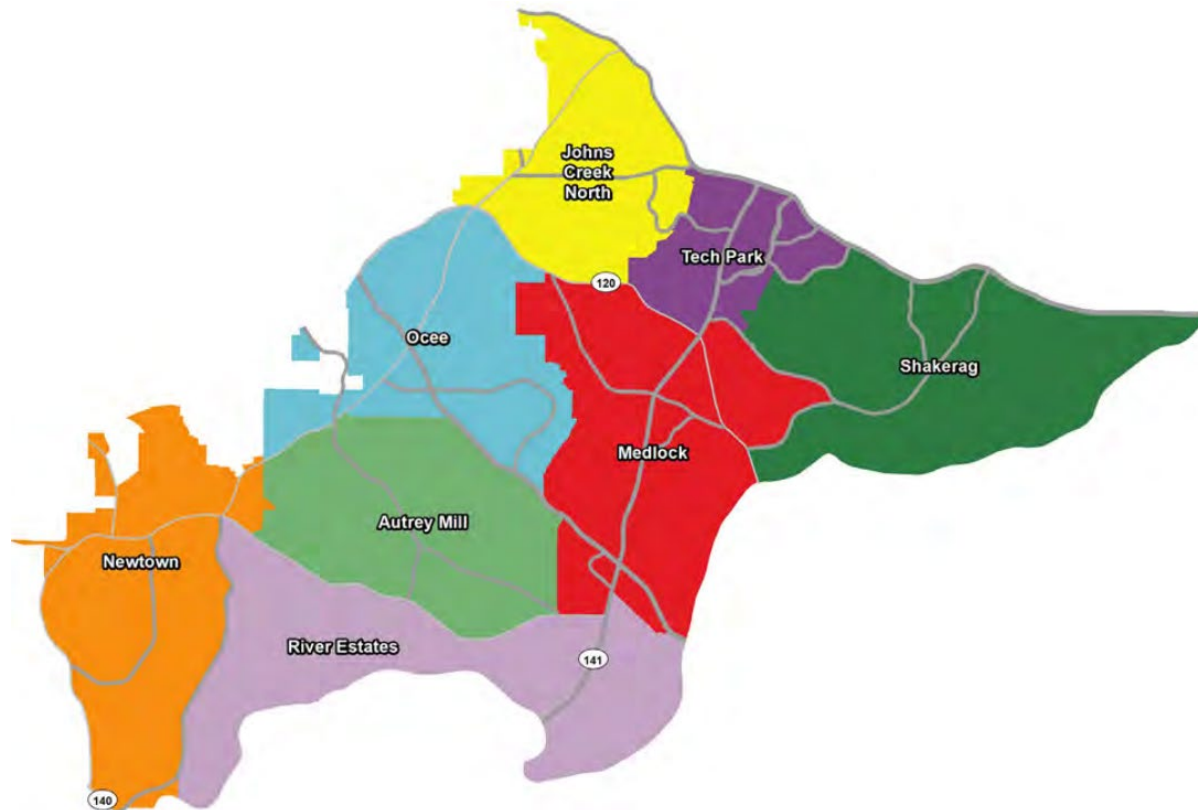 Johns
Creek
North
Tech Park
120
Ocee
Shakerag
Medlock
Autrey Mill
Newtown
River Estates
141
140